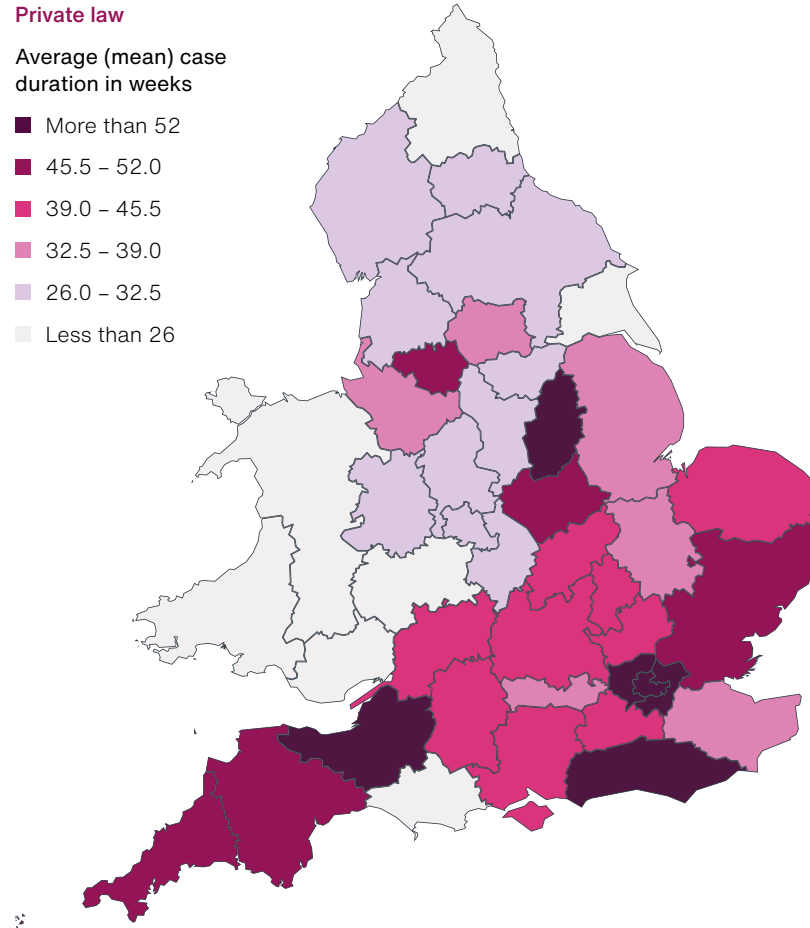 Private law
Average (mean) case
duration in weeks
More than 52
45.5 – 52.0
39.0 – 45.5
32.5 – 39.0
26.0 – 32.5
Less than 26